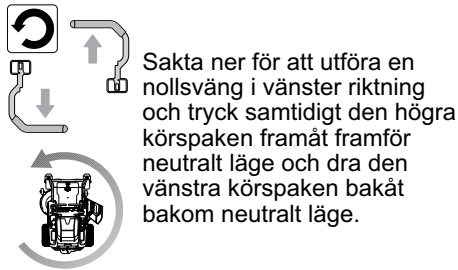 Sakta ner för att utföra en
nollsväng i vänster riktning
och tryck samtidigt den högra
körspaken framåt framför
neutralt läge och dra den
vänstra körspaken bakåt
bakom neutralt läge.